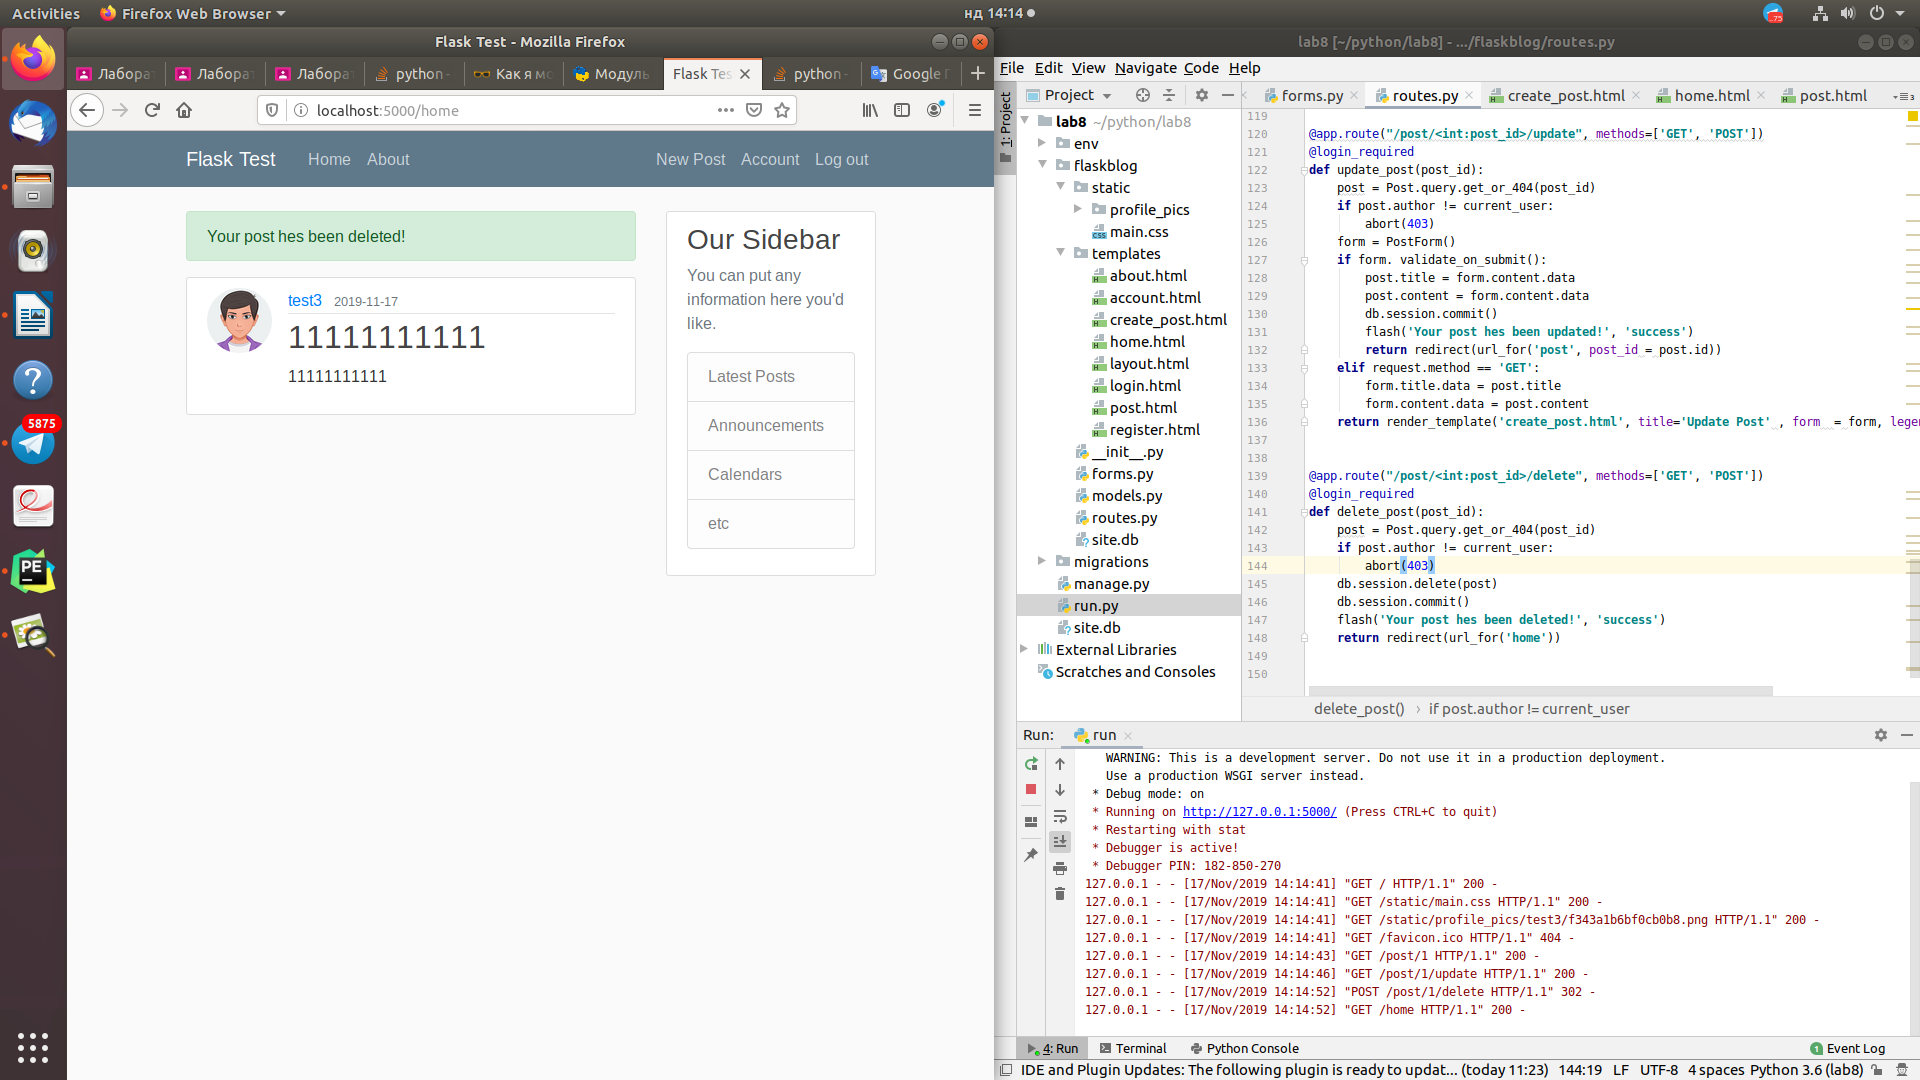 Activities
Firefox Web Browser
нд 14:14
75
Flask Test - Mozilla Firefox
Лабора
Лабора
Лабора
python -
Как я мо
Модуль
Flask Tes
python -
Google П
localhost:5000/home
Flask Test
Home
About
New Post
Account
Log out
Your post hes been deleted!
test3 2019-11-17
11111111111
11111111111
Our Sidebar
You can put any
information here you'd
like.
Latest Posts
Announcements
Calendars
etc
5875
PE
lab8 [~/python/lab8] - .../flaskblog/routes.py
File Edit View Navigate Code Help
1: Project
Project
forms.py
routes.py
create_post.html
home.html
post.html
3
lab8 ~/python/lab8
env
flaskblog
static
profile_pics
main.css
templates
about.html
account.html
create_post.html
home.html
layout.html
login.html
post.html
register.html
__init__.py
forms.py
models.py
routes.py
site.db
migrations
manage.py
run.py
site.db
External Libraries
Scratches and Consoles
119
120 @app.route("/post/<int:post_id>/update", methods=['GET', 'POST'])
121 @login_required
122 def update_post(post_id):
123 post = Post.query.get_or_404(post_id)
124 if post.author != current_user:
125 abort(403)
126 form = PostForm()
127 if form. validate_on_submit():
128 post.title = form.content.data
129 post.content = form.content.data
130 db.session.commit()
131 flash('Your post hes been updated!', 'success')
132 return redirect(url_for('post', post_id = post.id))
133 elif request.method == 'GET':
134 form.title.data = post.title
135 form.content.data = post.content
136 return render_template('create_post.html', title='Update Post' , form = form, legen
137
138
139 @app.route("/post/<int:post_id>/delete", methods=['GET', 'POST'])
140 @login_required
141 def delete_post(post_id):
142 post = Post.query.get_or_404(post_id)
143 if post.author != current_user:
144 abort(403)
145 db.session.delete(post)
146 db.session.commit()
147 flash('Your post hes been deleted!', 'success')
148 return redirect(url_for('home'))
149
150
delete_post() › if post.author != current_user
Run: run
WARNING: This is a development server. Do not use it in a production deployment.
Use a production WSGI server instead.
* Debug mode: on
* Running on http://127.0.0.1:5000/ (Press CTRL+C to quit)
* Restarting with stat
* Debugger is active!
* Debugger PIN: 182-850-270
127.0.0.1 - - [17/Nov/2019 14:14:41] "GET / HTTP/1.1" 200 -
127.0.0.1 - - [17/Nov/2019 14:14:41] "GET /static/main.css HTTP/1.1" 200 -
127.0.0.1 - - [17/Nov/2019 14:14:41] "GET /static/profile_pics/test3/f343a1b6bf0cb0b8.png HTTP/1.1" 200 -
127.0.0.1 - - [17/Nov/2019 14:14:41] "GET /favicon.ico HTTP/1.1" 404 -
127.0.0.1 - - [17/Nov/2019 14:14:43] "GET /post/1 HTTP/1.1" 200 -
127.0.0.1 - - [17/Nov/2019 14:14:46] "GET /post/1/update HTTP/1.1" 200 -
127.0.0.1 - - [17/Nov/2019 14:14:52] "POST /post/1/delete HTTP/1.1" 302 -
127.0.0.1 - - [17/Nov/2019 14:14:52] "GET /home HTTP/1.1" 200 -
4: Run
Terminal
Python Console
1 Event Log
IDE and Plugin Updates: The following plugin is ready to updat... (today 11:23) 144:19 LF UTF-8 4 spaces Python 3.6 (lab8)